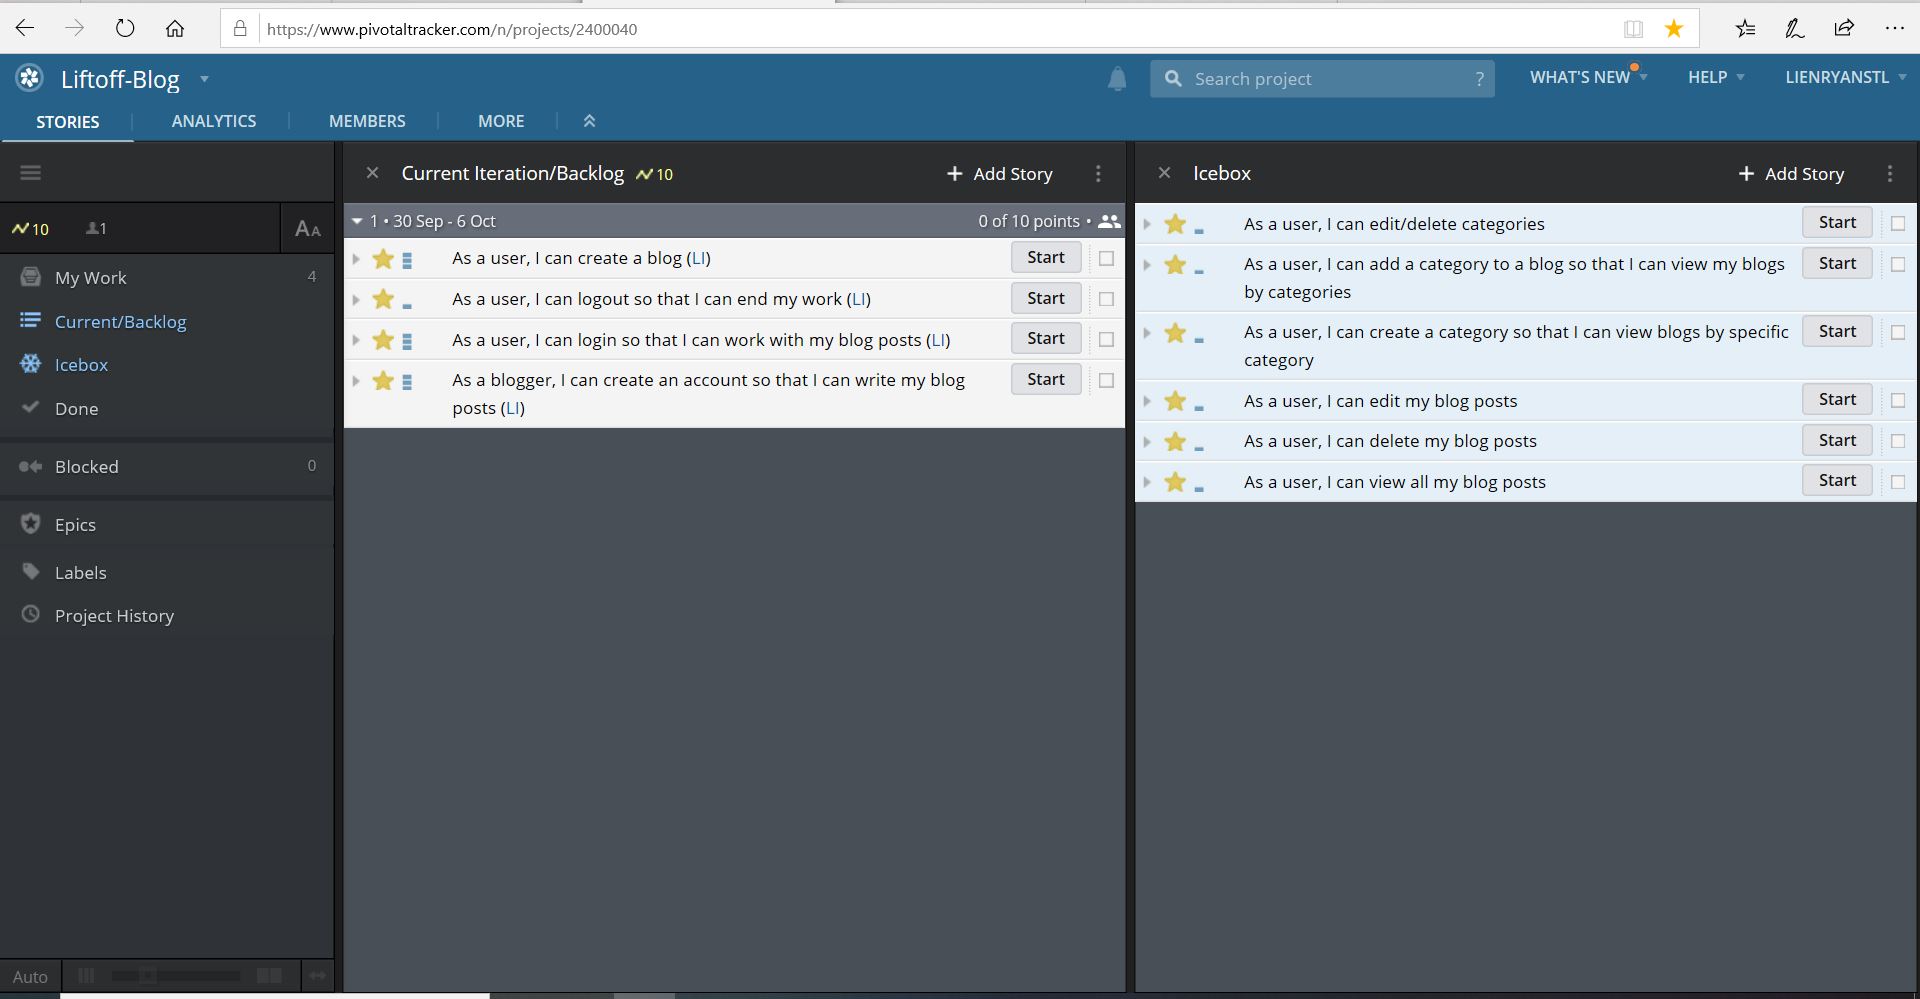 https://www.pivotaltracker.com/n/projects/2400040
Liftoff-Blog
Search project ?
WHAT'S NEW
HELP
LIENRYANSTL
STORIES
ANALYTICS
MEMBERS
MORE
10
1
AA
My Work 4
Current/Backlog
Icebox
Done
Blocked 0
Epics
Labels
Project History
Auto
Current Iteration/Backlog 10
+ Add Story
1 • 30 Sep - 6 Oct
0 of 10 points •
As a user, I can create a blog (LI)
Start
As a user, I can logout so that I can end my work (LI)
Start
As a user, I can login so that I can work with my blog posts (LI)
Start
As a blogger, I can create an account so that I can write my blog
posts (LI)
Start
Icebox
+ Add Story
As a user, I can edit/delete categories
Start
As a user, I can add a category to a blog so that I can view my blogs
by categories
Start
As a user, I can create a category so that I can view blogs by specific
category
Start
As a user, I can edit my blog posts
Start
As a user, I can delete my blog posts
Start
As a user, I can view all my blog posts
Start